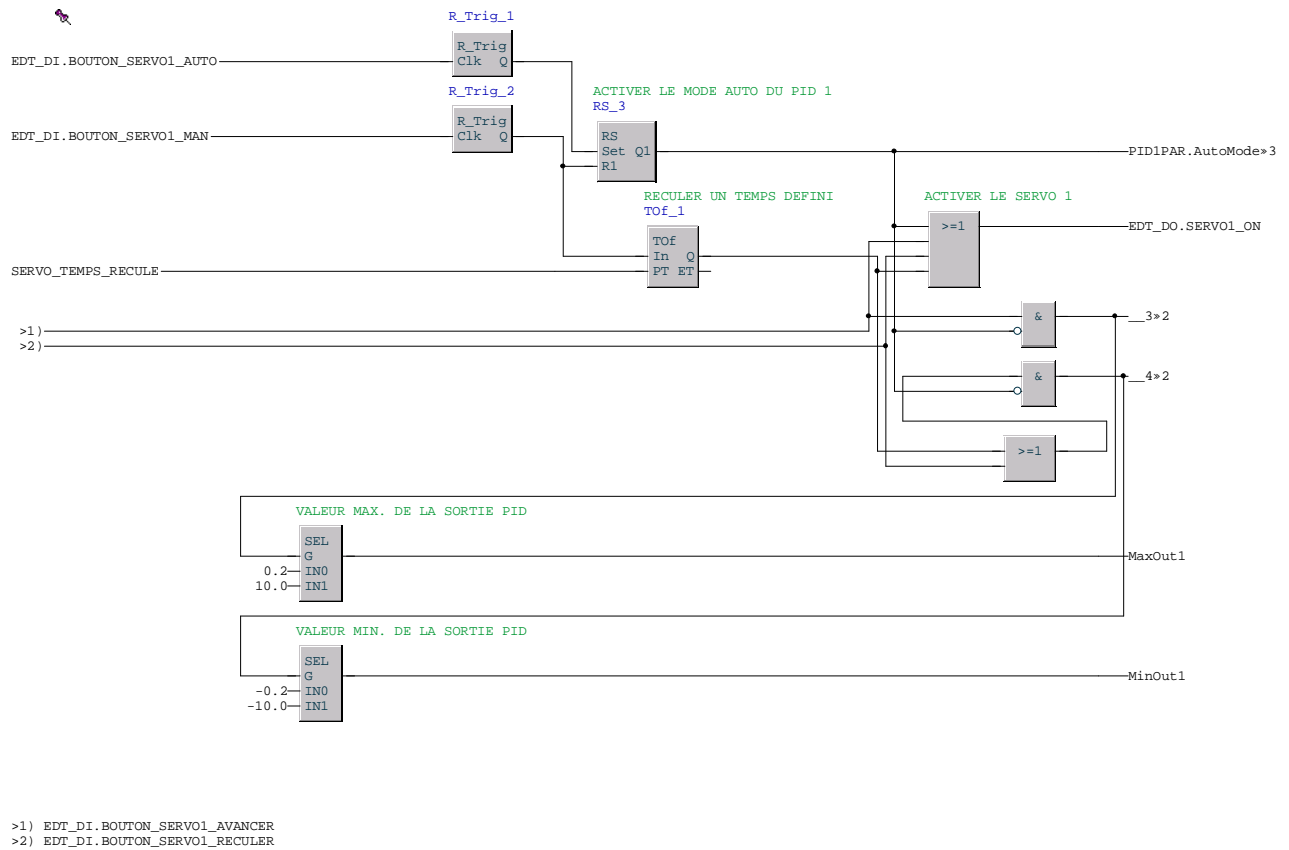 R_Trig_1
R_Trig
EDT_DI.BOUTON_SERVO1_AUTO
Clk Q
R_Trig_2
ACTIVER LE MODE AUTO DU PID 1
RS_3
R_Trig
EDT_DI.BOUTON_SERVO1_MAN
Clk Q
RS
Set Q1
PID1PAR.AutoMode»3
R1
RECULER UN TEMPS DEFINI
ACTIVER LE SERVO 1
TOf_1
>=1
EDT_DO.SERVO1_ON
TOf
In Q
SERVO_TEMPS_RECULE
PT ET
&
__3»2
>1)
>2)
&
__4»2
>=1
VALEUR MAX. DE LA SORTIE PID
SEL
G
MaxOut1
0.2 IN0
10.0 IN1
VALEUR MIN. DE LA SORTIE PID
SEL
G
MinOut1
-0.2 IN0
-10.0 IN1
>1) EDT_DI.BOUTON_SERVO1_AVANCER
>2) EDT_DI.BOUTON_SERVO1_RECULER